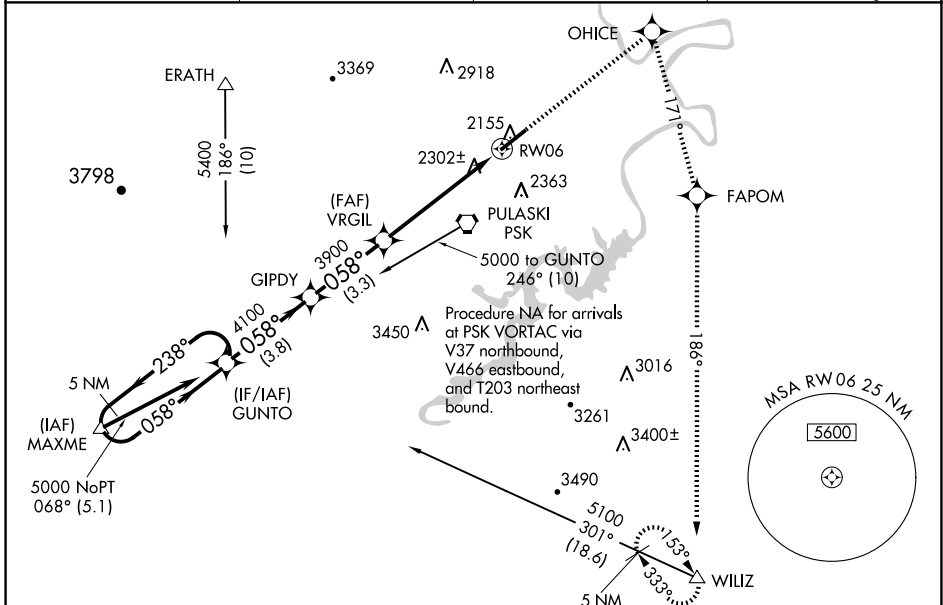 OHICE
ERATH
3369
2918
5400
186°
(10)
171°
2155
RW06
2302±
3798
2363
(FAF)
VRGIL
PULASKI
PSK
FAPOM
3900
058°
(3.3)
5000 to GUNTO
246° (10)
GIPDY
4100
058°
(3.8)
Procedure NA for arrivals
at PSK VORTAC via
V37 northbound,
V466 eastbound,
and T203 northeast
bound.
3450
186°
238°
5 NM
058°
3016
(IF/IAF)
GUNTO
(IAF)
MAXME
3261
MSA RW 06 25 NM
5600
3400±
5000 NoPT
068° (5.1)
3490
5100
301°
(18.6)
153°
333°
WILIZ
5 NM